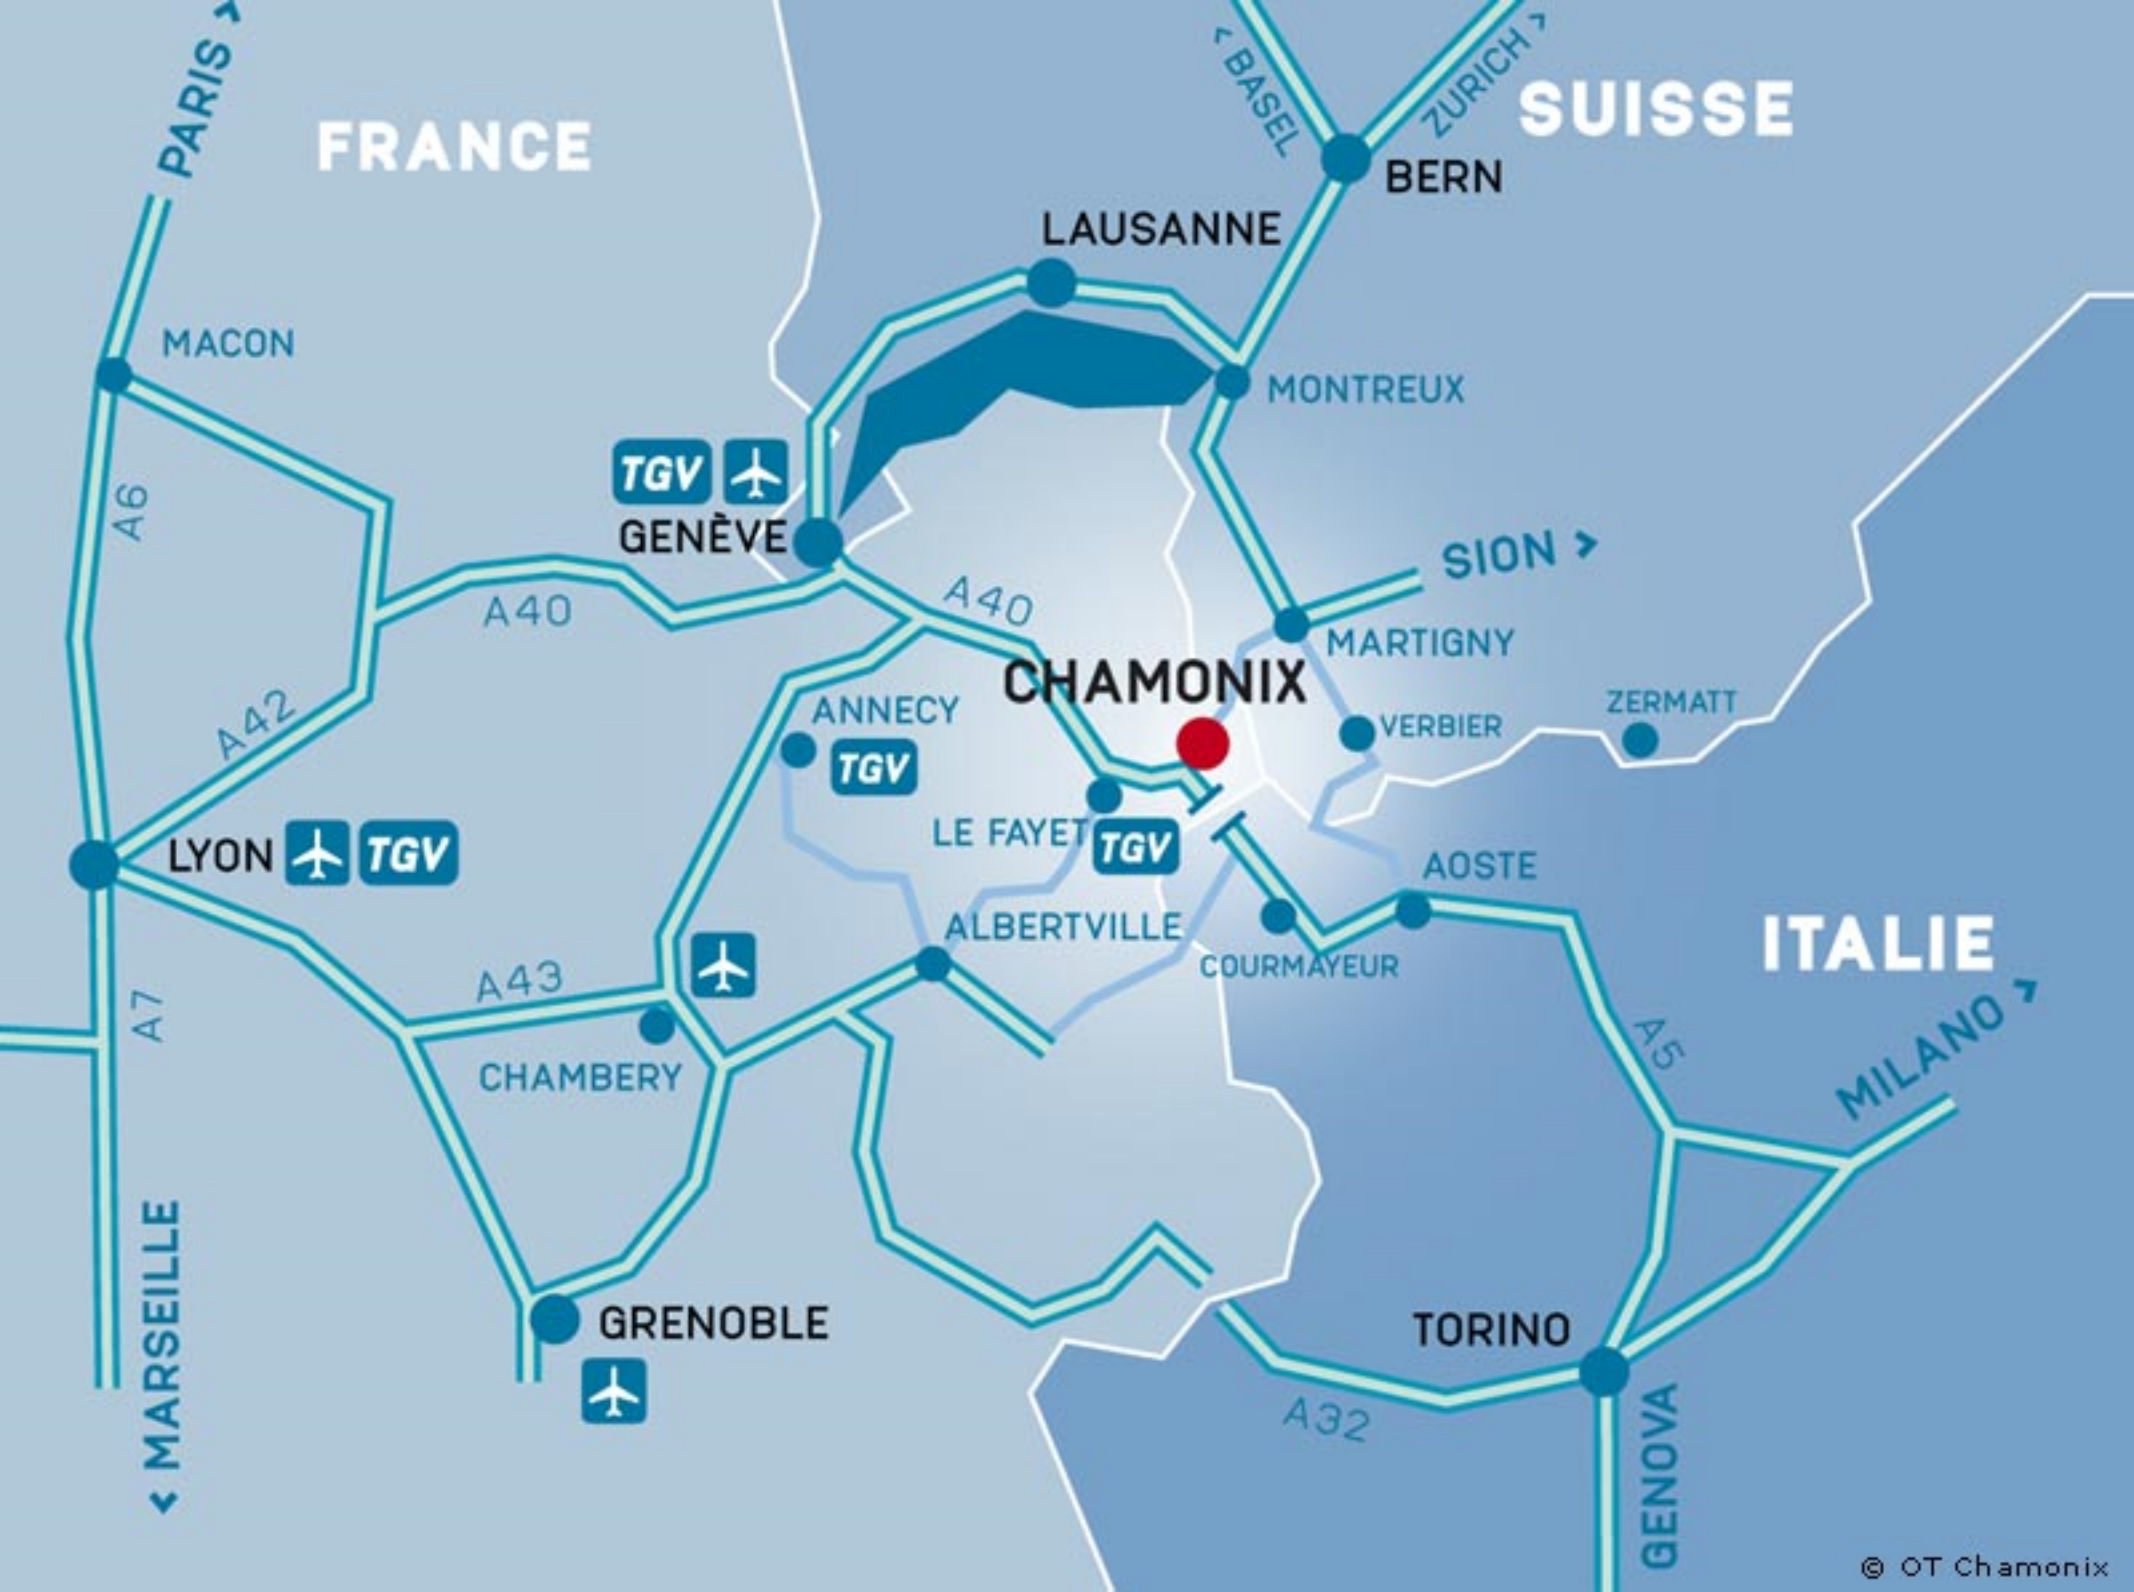 PARIS >
FRANCE
< BASEL
ZURICH >
SUISSE
BERN
LAUSANNE
MACON
MONTREUX
A6
TGV
GENÈVE
SION >
A40
A40
MARTIGNY
CHAMONIX
ZERMATT
ANNECY
VERBIER
A42
TGV
LE FAYET
TGV
LYON
TGV
AOSTE
ALBERTVILLE
ITALIE
COURMAYEUR
A43
A7
A5
MILANO >
CHAMBERY
< MARSEILLE
GRENOBLE
TORINO
A32
GENOVA
© OT Chamonix